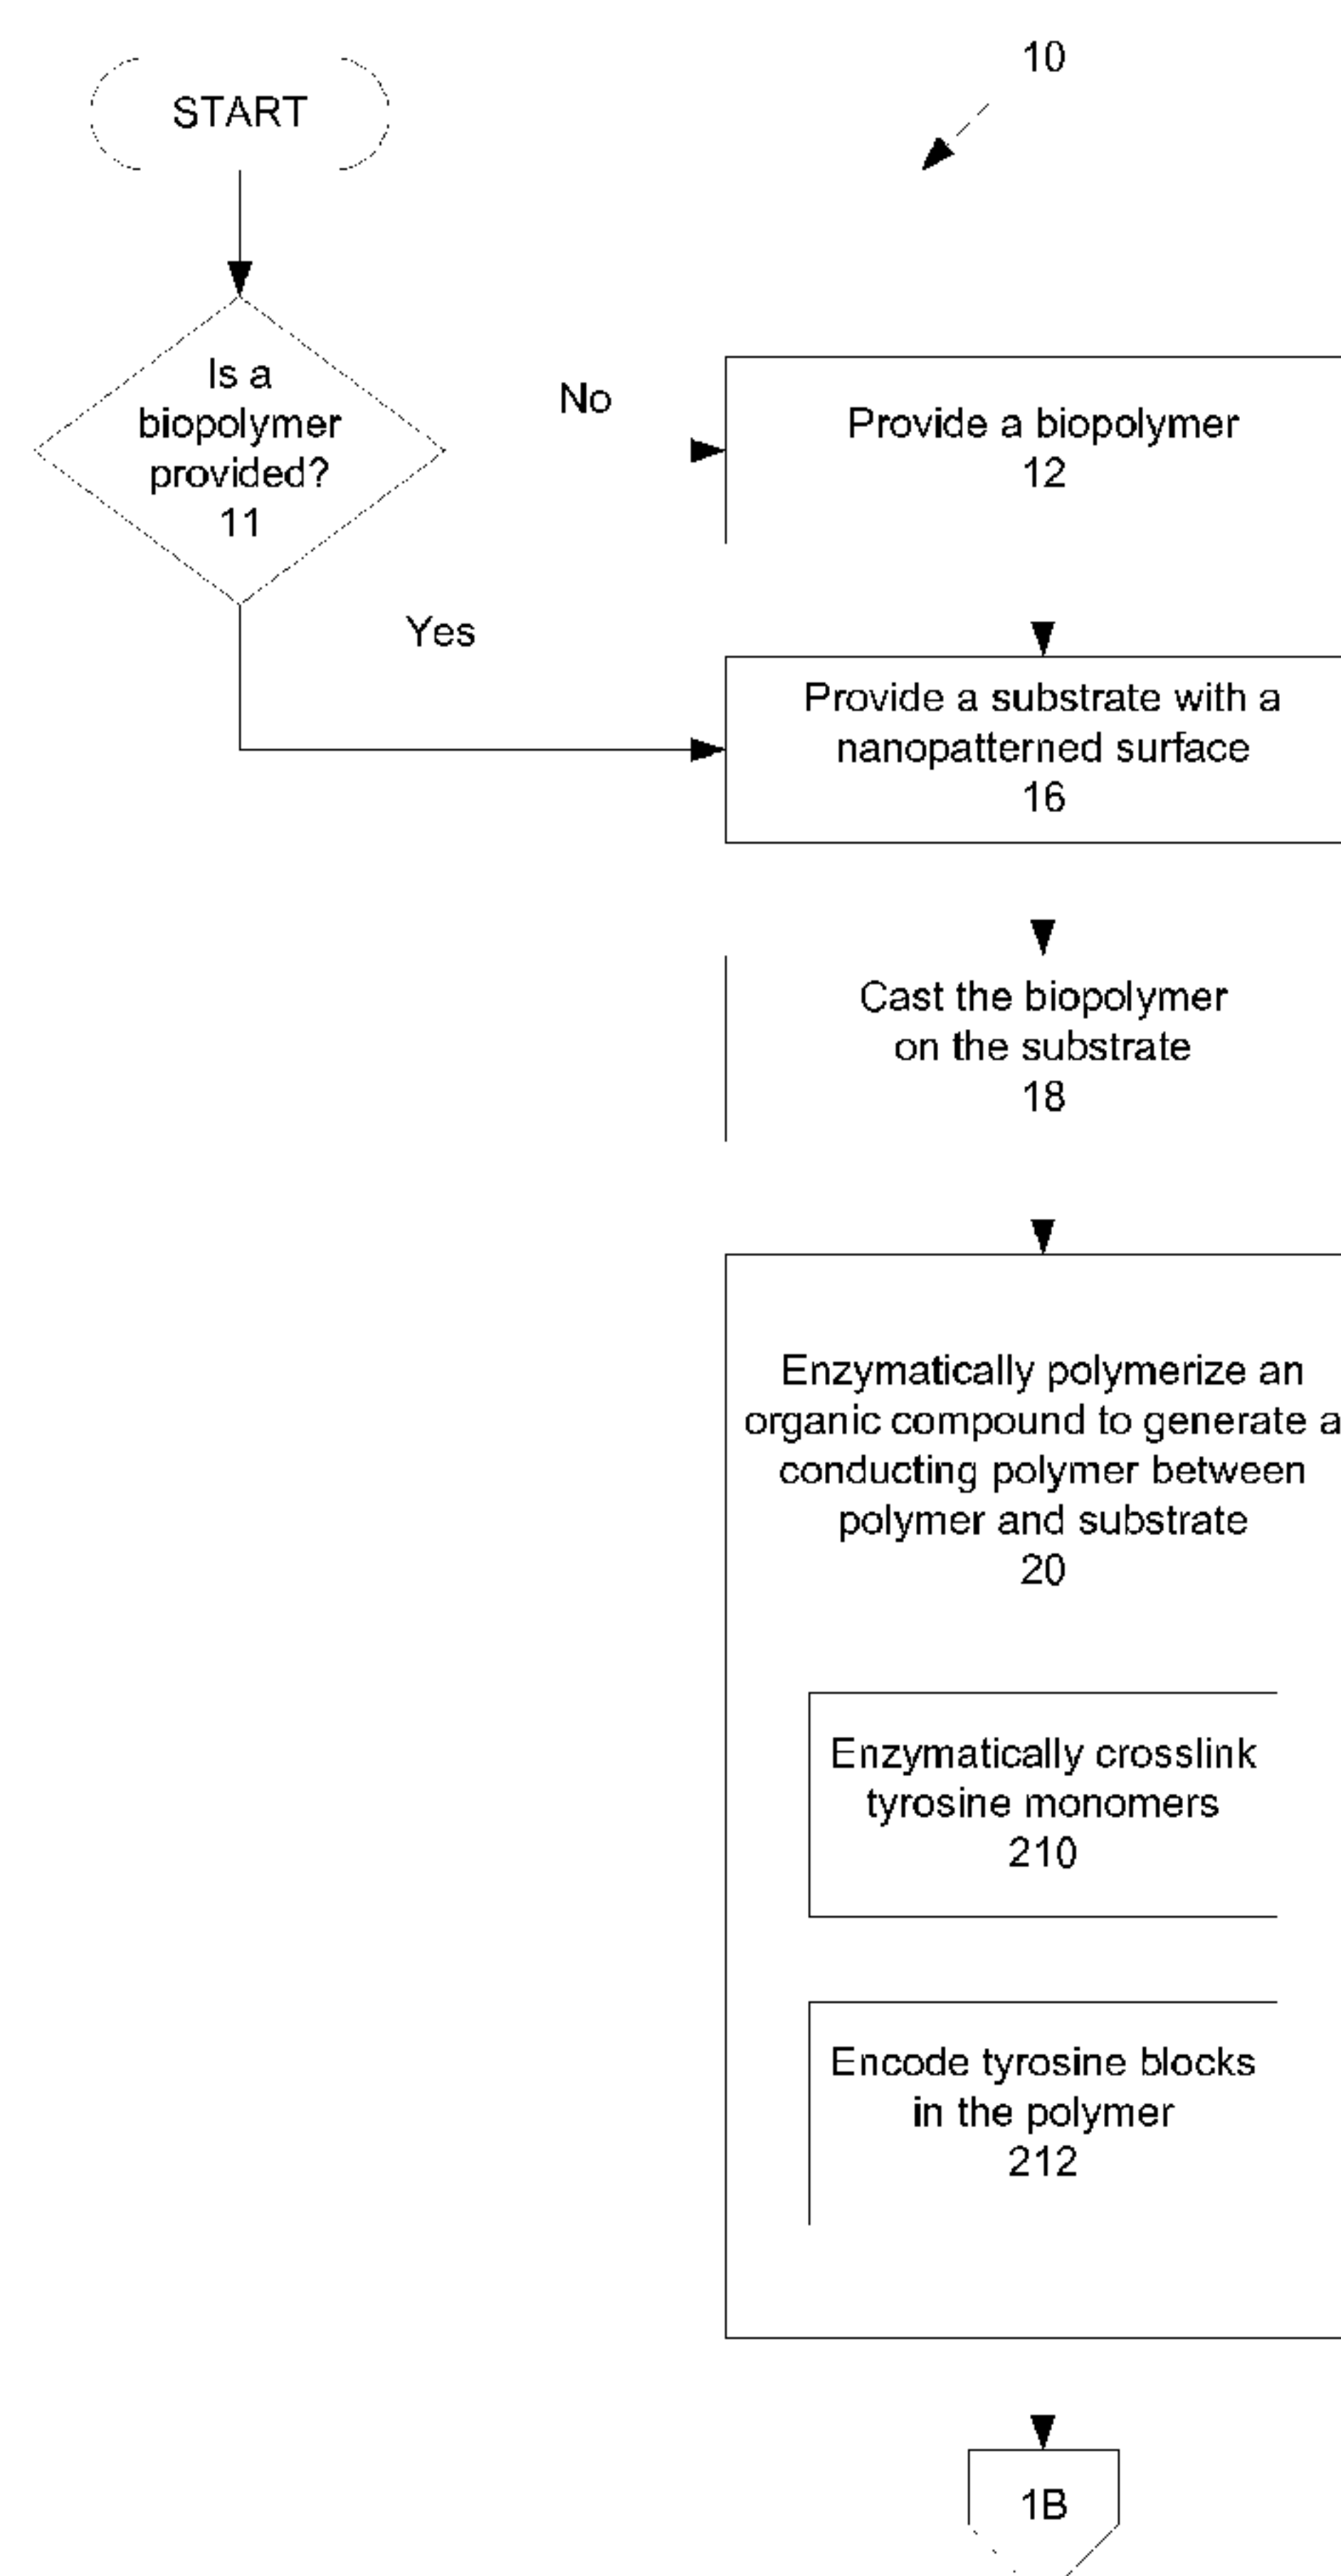 10
START
Is a
biopolymer
provided?
11
No
Provide a biopolymer
12
Yes
Provide a substrate with a
nanopatterned surface
16
Cast the biopolymer
on the substrate
18
Enzymatically polymerize an
organic compound to generate a
conducting polymer between
polymer and substrate
20
Enzymatically crosslink
tyrosine monomers
210
Encode tyrosine blocks
in the polymer
212
1B